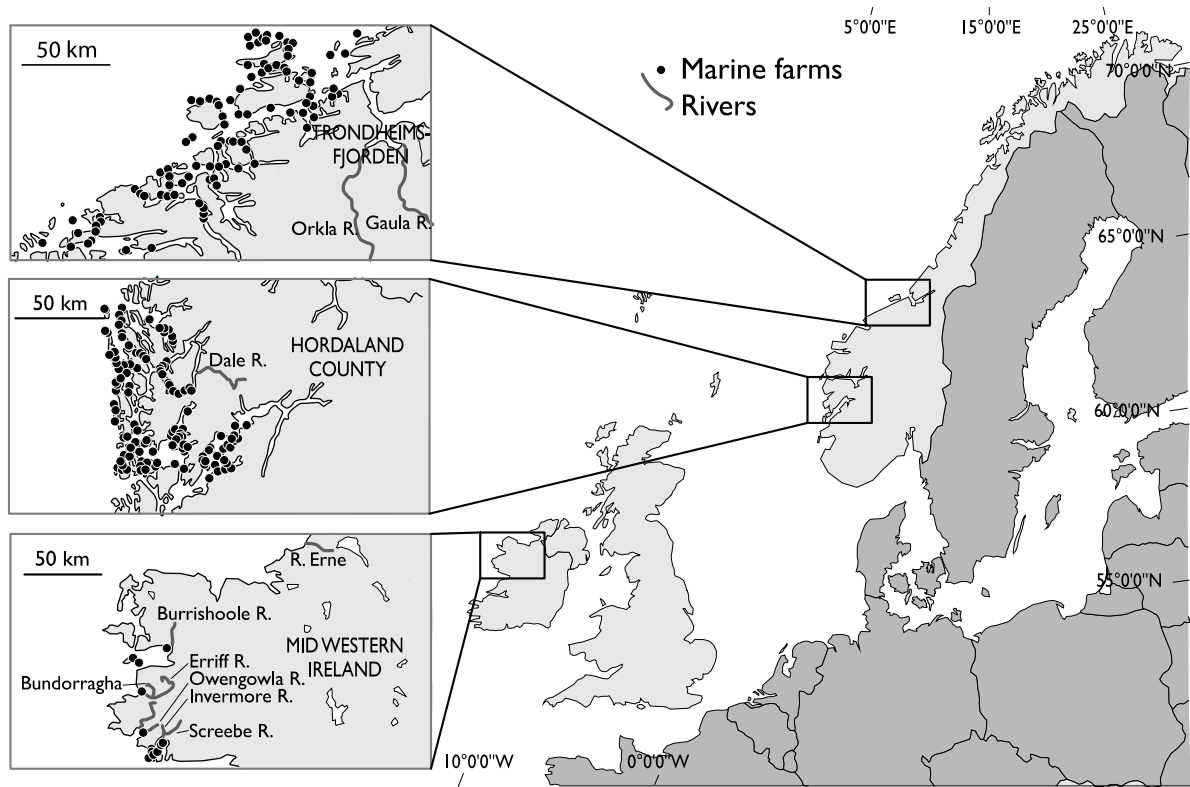 5°0'0"E
15°0'0"E
25°0'0"E
50 km
Marine farms
Rivers
70°0'0"N
TRONDHEIMS-
FJORDEN
Orkla R.
Gaula R.
65°0'0"N
50 km
HORDALAND
COUNTY
Dale R.
60°0'0"N
50 km
R. Erne
55°0'0"N
Burrishoole R.
MID WESTERN
IRELAND
Erriff R.
Bundorragha
Owengowla R.
Invermore R.
Screebe R.
10°0'0"W
0°0'0"W